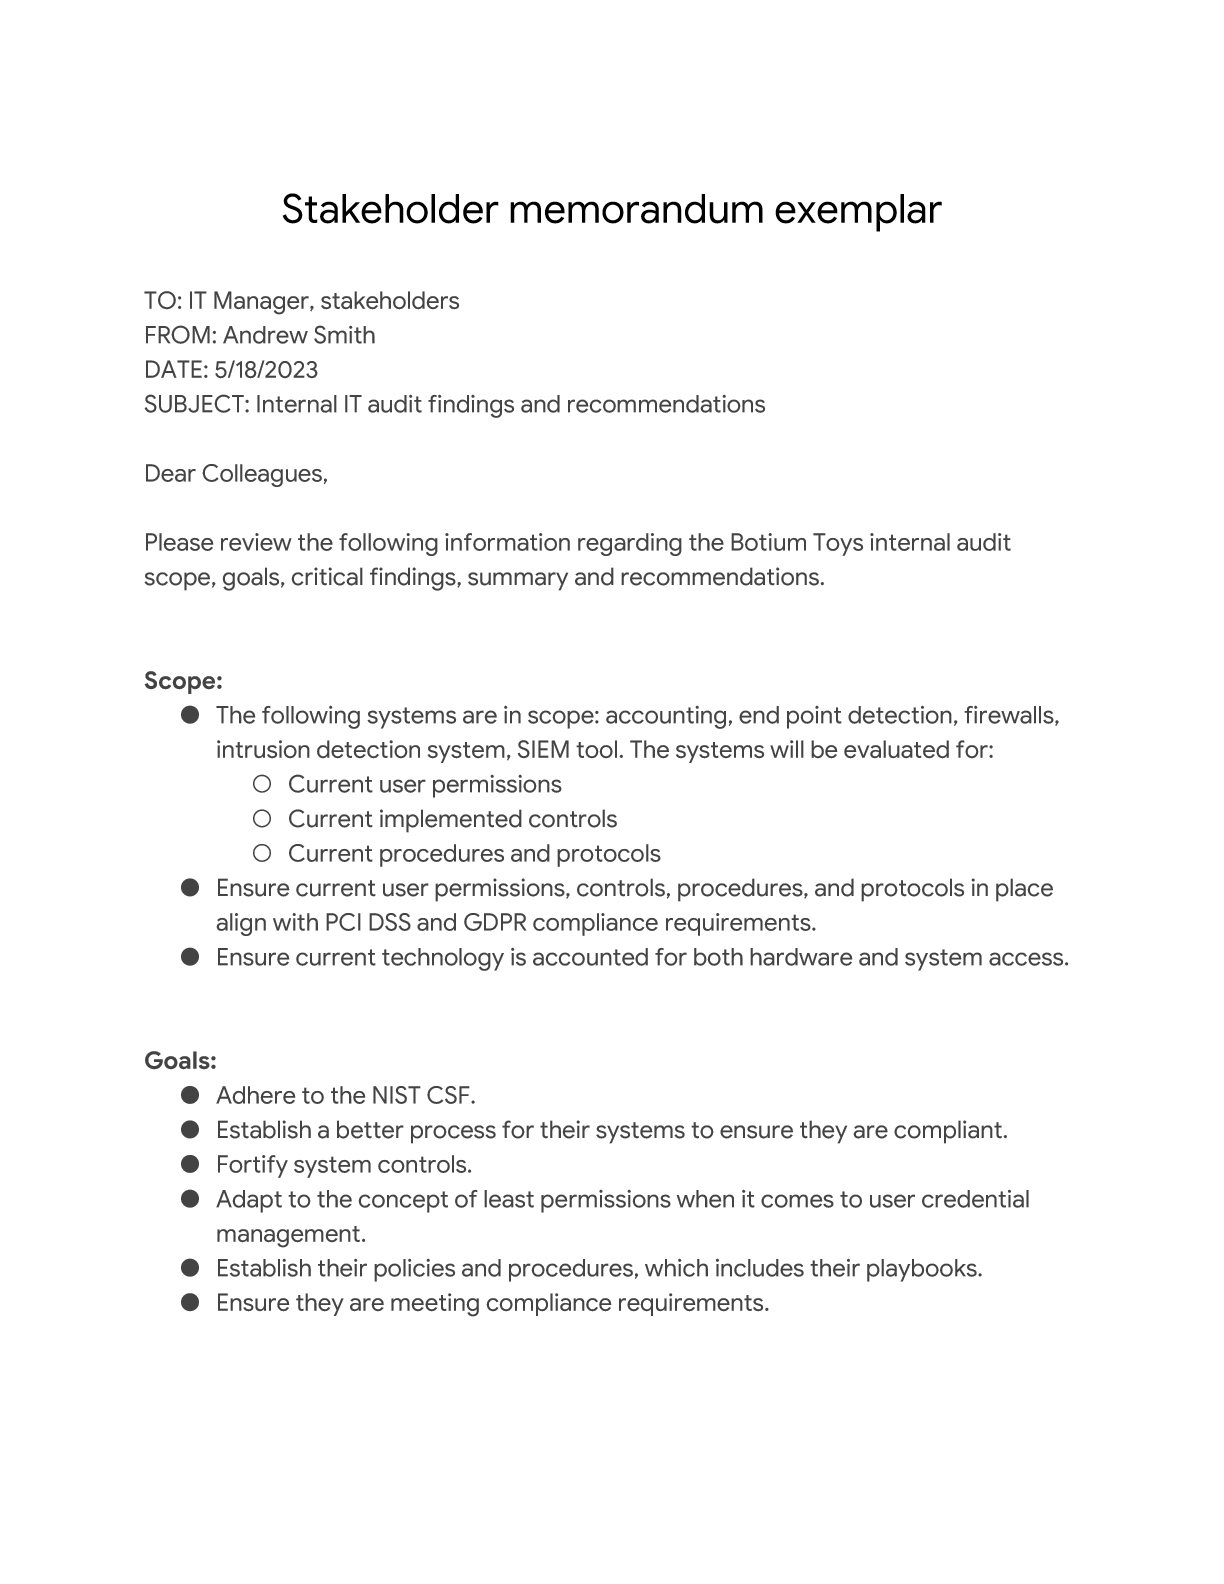 Stakeholder memorandum exemplar
TO: IT Manager, stakeholders
FROM: Andrew Smith
DATE: 5/18/2023
SUBJECT: Internal IT audit findings and recommendations
Dear Colleagues,
Please review the following information regarding the Botium Toys internal audit
scope, goals, critical findings, summary and recommendations.
Scope:
● The following systems are in scope: accounting, end point detection, firewalls,
intrusion detection system, SIEM tool. The systems will be evaluated for:
○ Current user permissions
○ Current implemented controls
○ Current procedures and protocols
● Ensure current user permissions, controls, procedures, and protocols in place
align with PCI DSS and GDPR compliance requirements.
● Ensure current technology is accounted for both hardware and system access.
Goals:
● Adhere to the NIST CSF.
● Establish a better process for their systems to ensure they are compliant.
● Fortify system controls.
● Adapt to the concept of least permissions when it comes to user credential
management.
● Establish their policies and procedures, which includes their playbooks.
● Ensure they are meeting compliance requirements.